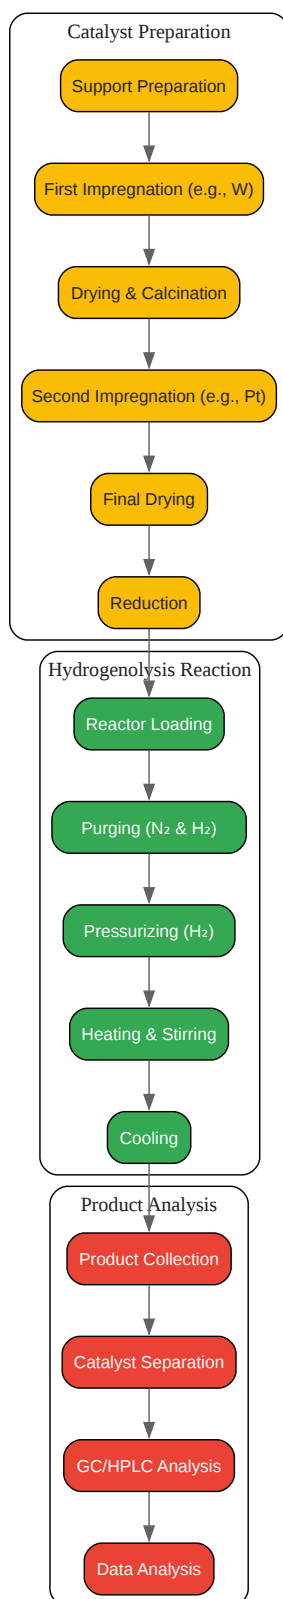 Catalyst Preparation
Support Preparation
First Impregnation (e.g., W)
Drying & Calcination
Second Impregnation (e.g., Pt)
Final Drying
Reduction
Hydrogenolysis Reaction
Reactor Loading
Purging (N₂ & H₂)
Pressurizing (H₂)
Heating & Stirring
Cooling
Product Analysis
Product Collection
Catalyst Separation
GC/HPLC Analysis
Data Analysis